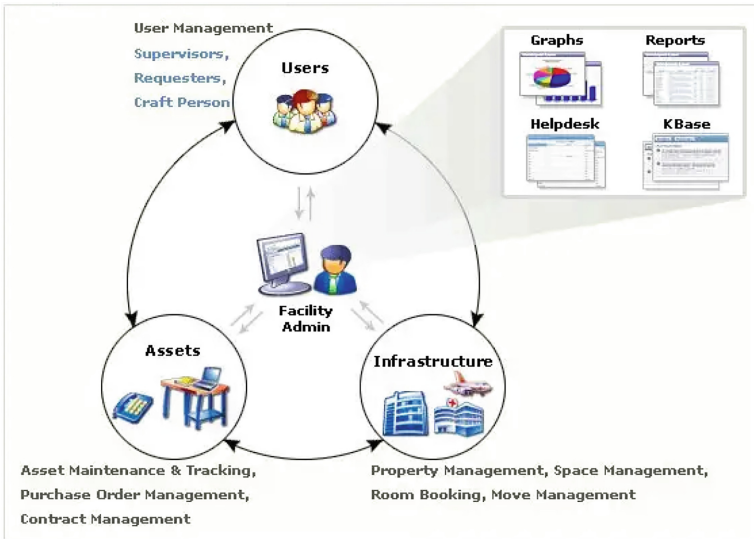 User Management
Supervisors,
Requesters,
Craft Person
Users
Graphs
Reports
Helpdesk
KBase
Facility
Admin
Assets
Infrastructure
Asset Maintenance & Tracking,
Purchase Order Management,
Contract Management
Property Management, Space Management,
Room Booking, Move Management